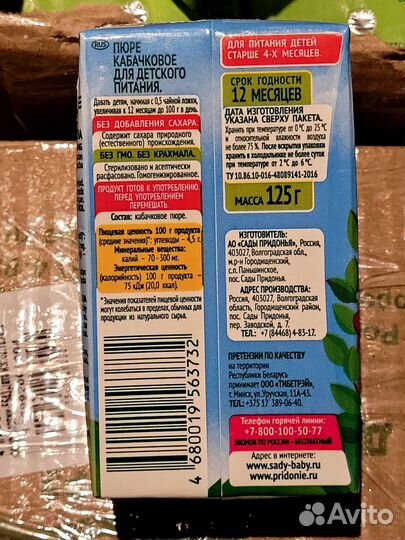 RUS
ПЮРЕ
КАБАЧКОВОЕ
ДЛЯ ДЕТСКОГО
ПИТАНИЯ.
Давать детям, начиная с 0,5 чайной ложки,
увеличивая к 12 месяцам до 100 г в день.
БЕЗ ДОБАВЛЕНИЯ САХАРА.
Содержит сахара природного
(естественного) происхождения.
БЕЗ ГМО. БЕЗ КРАХМАЛА.
Стерилизовано и асептически
расфасовано. Гомогенизированное.
ПРОДУКТ ГОТОВ К УПОТРЕБЛЕНИЮ.
ПЕРЕД УПОТРЕБЛЕНИЕМ
ПЕРЕМЕШАТЬ.
Состав: кабачковое пюре.
Пищевая ценность 100 г продукта
(средние значения)*: углеводы - 4,5 г.
Минеральные вещества:
калий - 70 - 300 мг.
Энергетическая ценность
(калорийность) 100 г продукта -
75 кДж (20,0 ккал).
*Значения показателей пищевой ценности
могут колебаться в пределах, обычных для
продукции из натурального сырья.
4 680019 563732
ДЛЯ ПИТАНИЯ ДЕТЕЙ
СТАРШЕ 4-Х МЕСЯЦЕВ.
СРОК ГОДНОСТИ
12 МЕСЯЦЕВ
ДАТА ИЗГОТОВЛЕНИЯ
УКАЗАНА СВЕРХУ ПАКЕТА.
Хранить при температуре от 0 °С до 25 °С
и относительной влажности воздуха
не более 75 %. После вскрытия упаковки
хранить в холодильнике не более суток
при температуре от 2 °С до 6 °С.
ТУ 10.86.10-016-48089141-2016
МАССА 125 г
ИЗГОТОВИТЕЛЬ:
АО «САДЫ ПРИДОНЬЯ», Россия,
403027, Волгоградская обл.,
м.р-н Городищенский,
с.п. Паньшинское,
пос. Сады Придонья.
АДРЕС ПРОИЗВОДСТВА:
Россия, 403027, Волгоградская
область, Городищенский район,
пос. Сады Придонья,
пер. Заводской, д. 7.
ТЕЛ.: +7 (84468) 4-83-17.
ПРЕТЕНЗИИ ПО КАЧЕСТВУ
на территории
Республики Беларусь
принимает ООО «ТИБЕТРЭЙ»,
г. Минск, ул.Уручская, 11А-43.
ТЕЛ.: +375 17 389-06-40.
Телефон горячей линии:
+7-800-100-50-77
ЗВОНОК ПО РОССИИ - БЕСПЛАТНЫЙ
Адрес в интернете:
www.sady-baby.ru
www.pridonie.ru
Avito